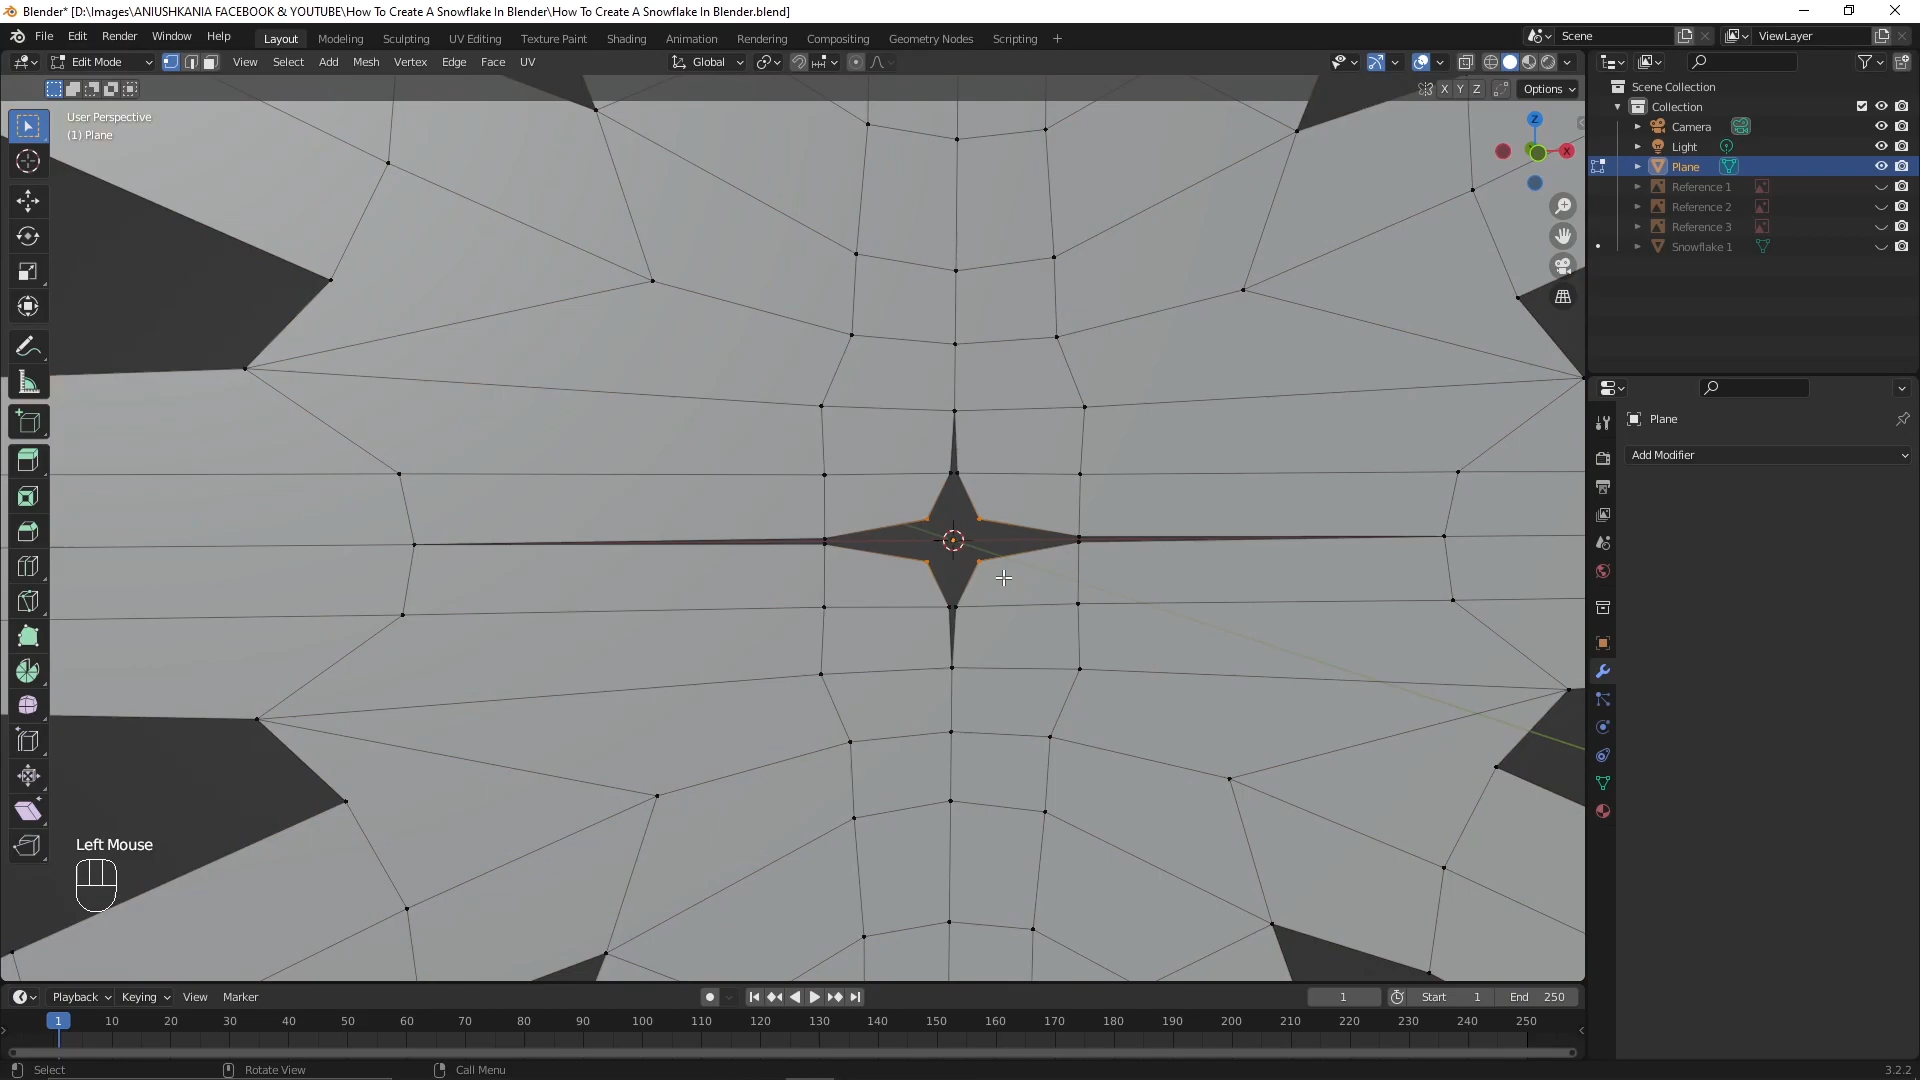 Blender* [D:\Images\ANIUSHKANIA FACEBOOK & YOUTUBE\How To Create A Snowflake In Blender\How To Create A Snowflake In Blender.blend]
File Edit Render Window Help Layout Modeling Sculpting UV Editing Texture Paint Shading Animation Rendering Compositing Geometry Nodes Scripting + Scene ViewLayer
Edit Mode View Select Add Mesh Vertex Edge Face UV Global
X Y Z Options
User Perspective
(1) Plane
Z
X
Scene Collection
Collection
Camera
Light
Plane
Reference 1
Reference 2
Reference 3
Snowflake 1
Plane
Add Modifier
Left Mouse
Playback Keying View Marker 1 Start 1 End 250
1 10 20 30 40 50 60 70 80 90 100 110 120 130 140 150 160 170 180 190 200 210 220 230 240 250
Select Rotate View Call Menu 3.2.2